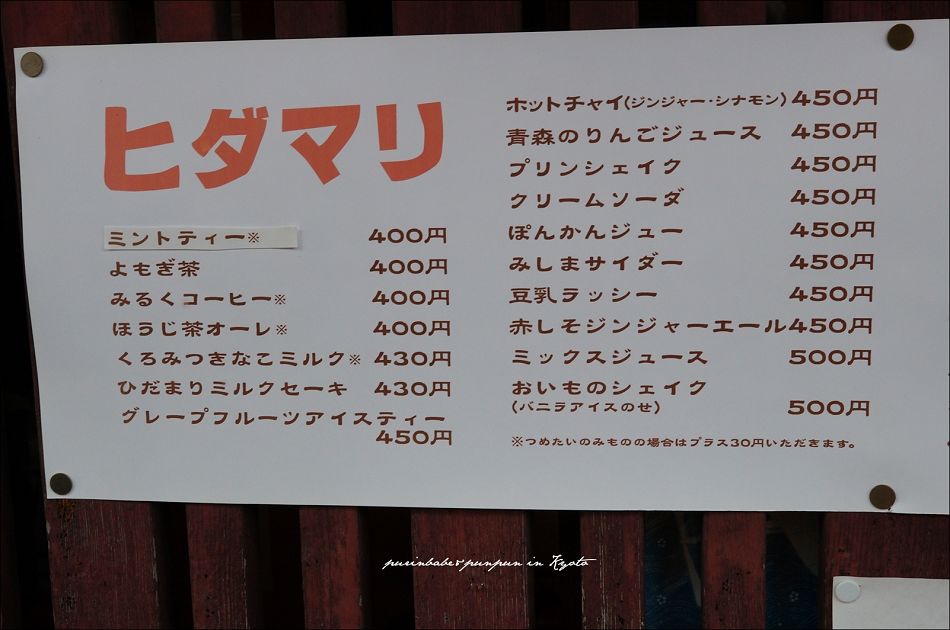 ヒダマリ
ミントティー※ 400円
よもぎ茶 400円
みるくコーヒー※ 400円
ほうじ茶オーレ※ 400円
くろみつきなこミルク※ 430円
ひだまりミルクセーキ 430円
グレープフルーツアイスティー
450円
ホットチャイ(ジンジャー・シナモン) 450円
青森のりんごジュース 450円
プリンシェイク 450円
クリームソーダ 450円
ぽんかんジュー 450円
みしまサイダー 450円
豆乳ラッシー 450円
赤しそジンジャーエール 450円
ミックスジュース 500円
おいものシェイク
(バニラアイスのせ) 500円
※つめたいのみものの場合はプラス30円いただきます。
purinbabe&punpun in Kyoto